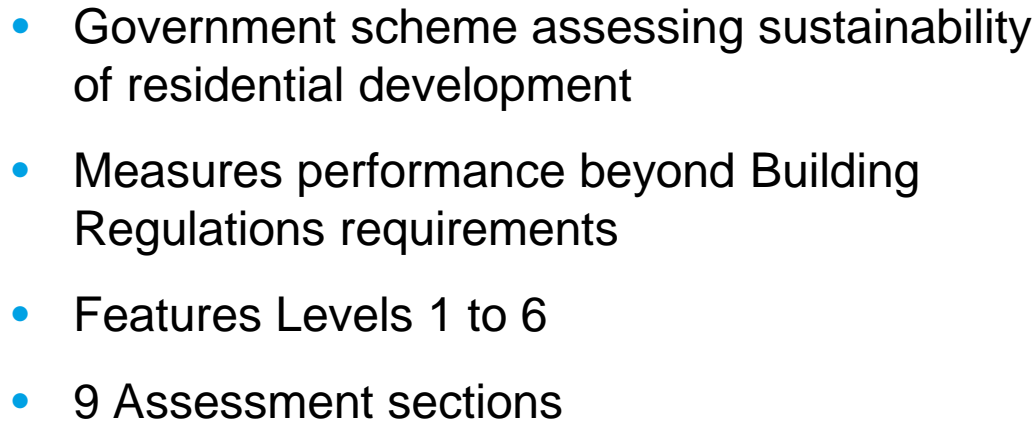 • Government scheme assessing sustainability
of residential development
• Measures performance beyond Building
Regulations requirements
• Features Levels 1 to 6
• 9 Assessment sections